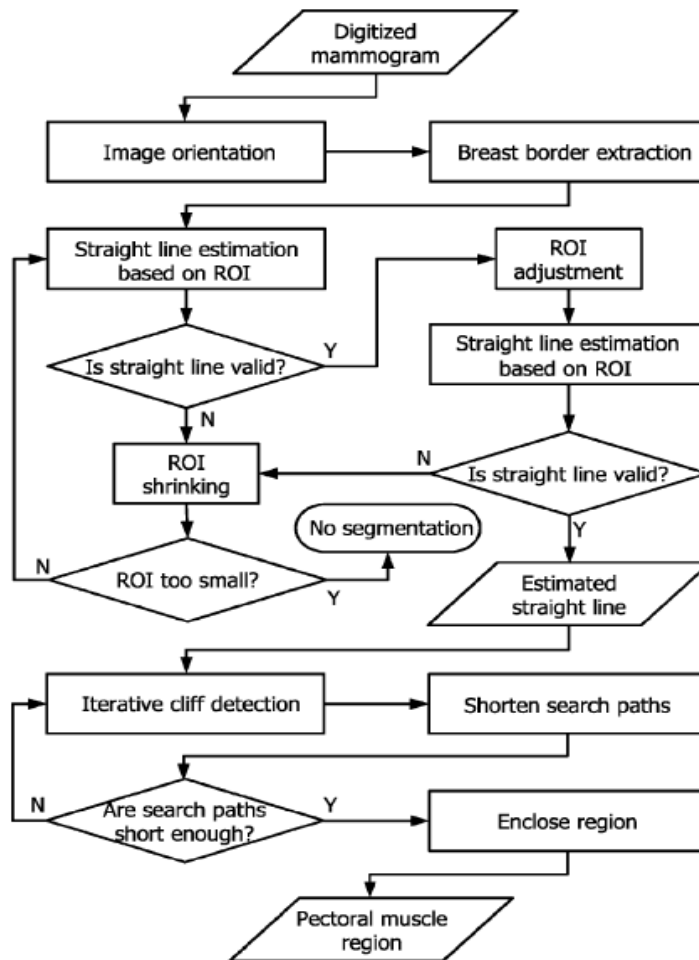 Digitized
mammogram
Image orientation
Breast border extraction
Straight line estimation
based on ROI
ROI
adjustment
Is straight line valid?
Y
N
Straight line estimation
based on ROI
ROI
shrinking
N
Is straight line valid?
Y
No segmentation
N
ROI too small?
Y
Estimated
straight line
Iterative cliff detection
Shorten search paths
N
Are search paths
short enough?
Y
Enclose region
Pectoral muscle
region